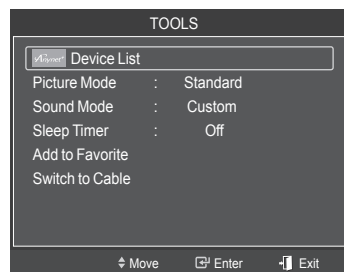 TOOLS
Anynet+ Device List
Picture Mode : Standard
Sound Mode : Custom
Sleep Timer : Off
Add to Favorite
Switch to Cable
Move Enter Exit